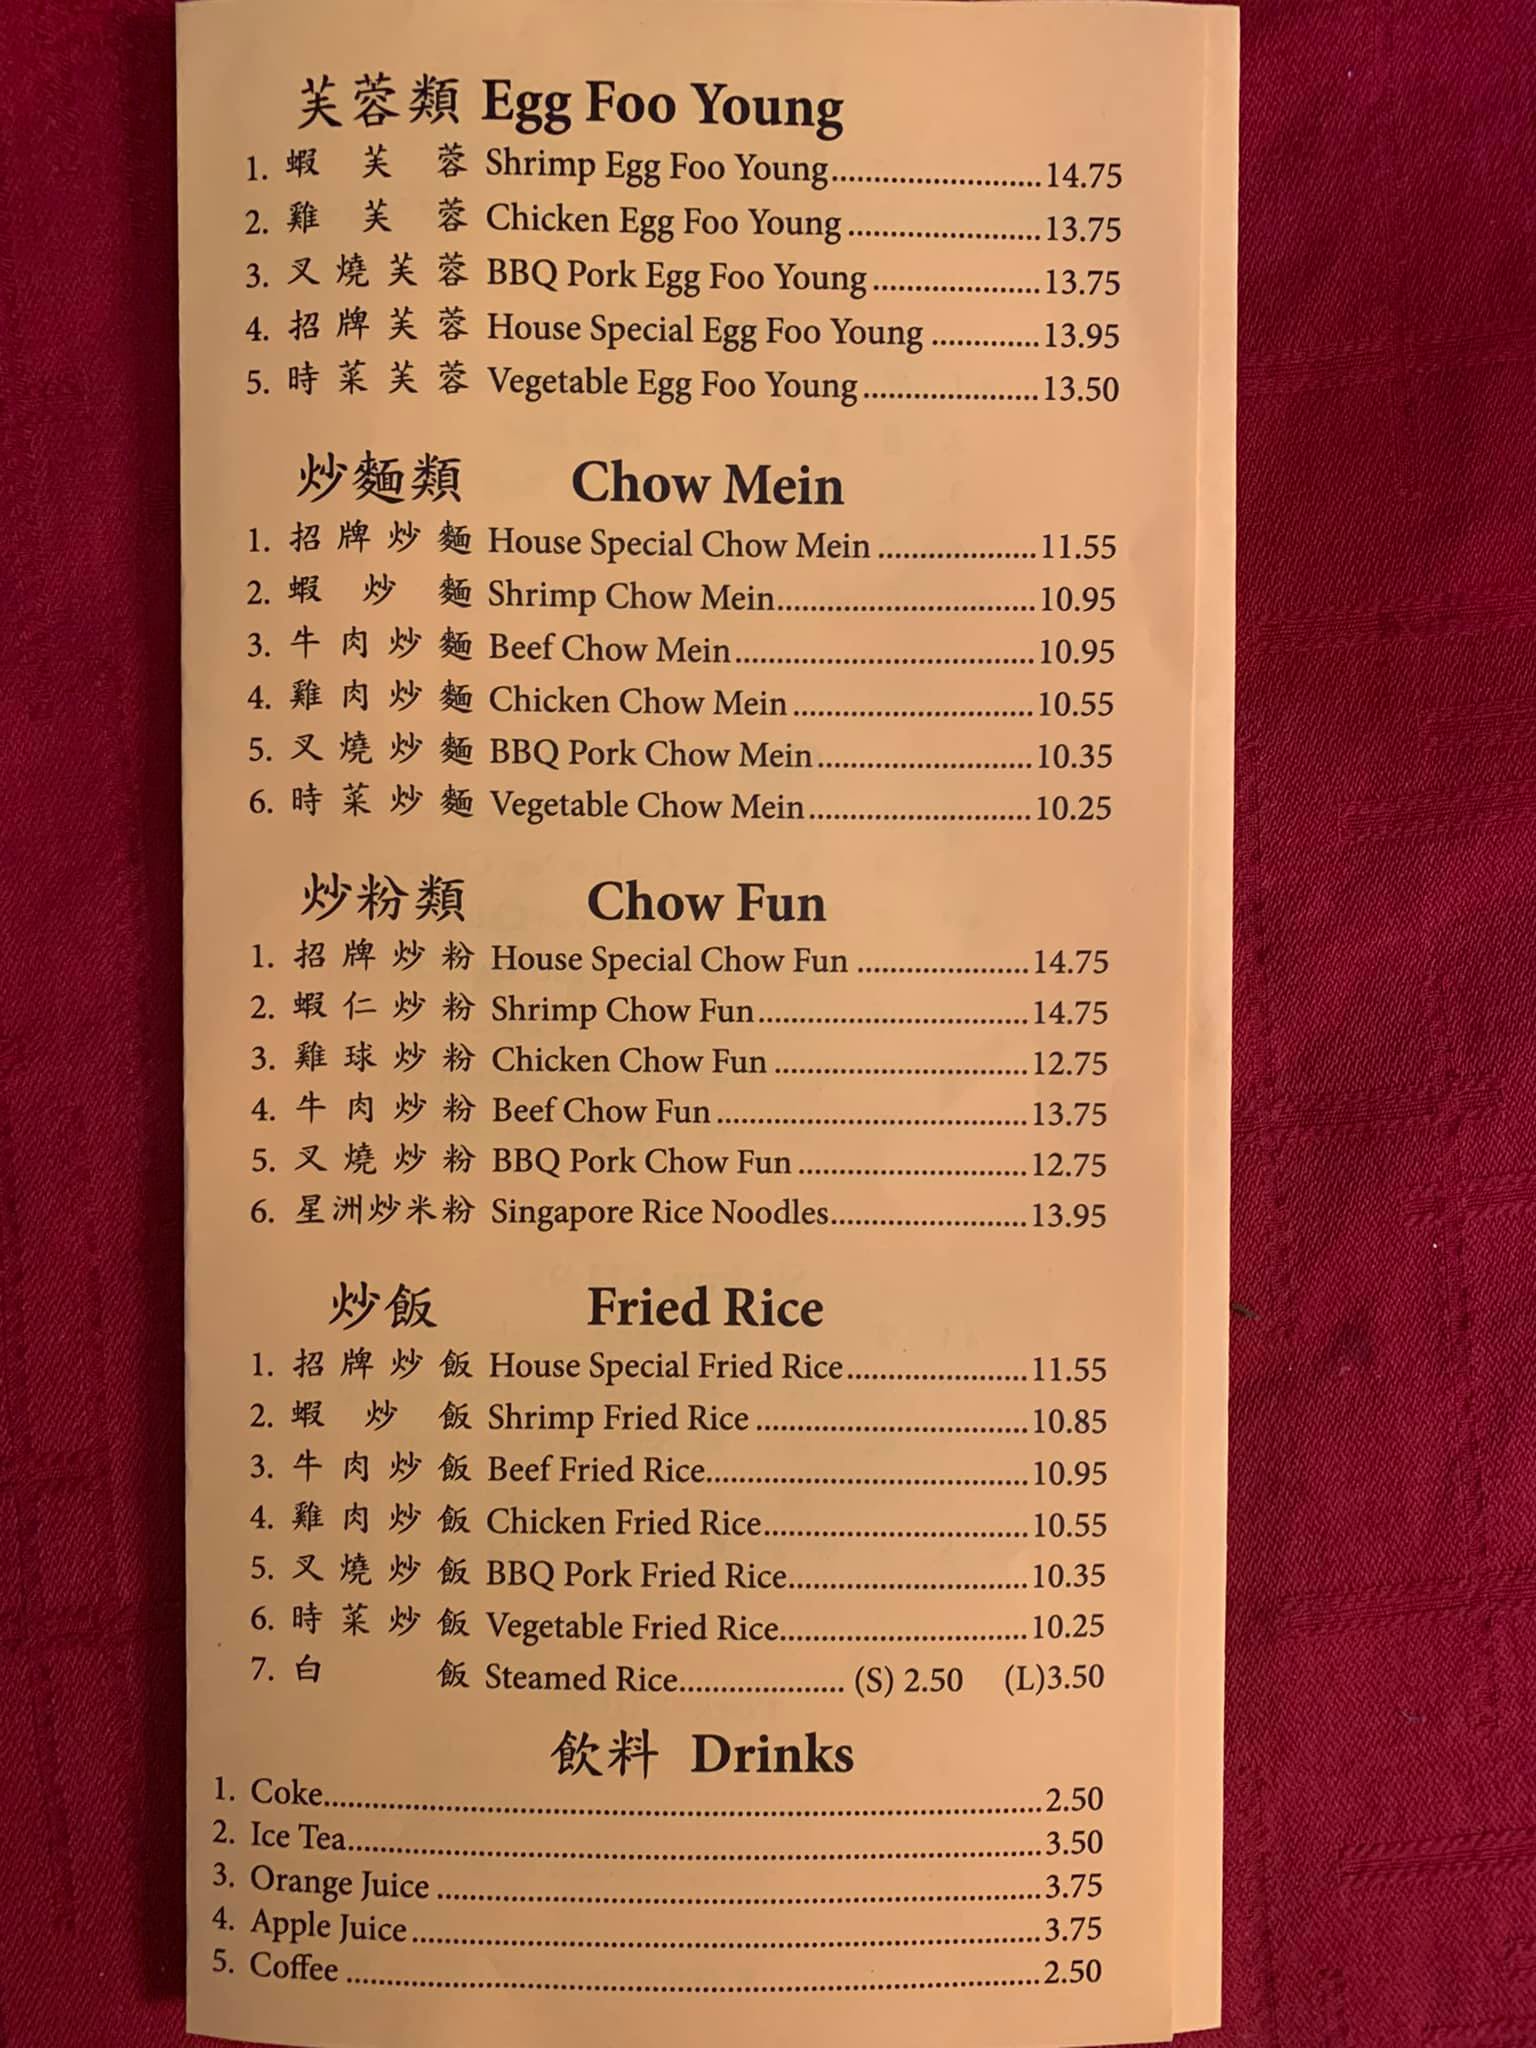 芙蓉類 Egg Foo Young
1. 蝦 芙 蓉 Shrimp Egg Foo Young.........................14.75
2. 雞 芙 蓉 Chicken Egg Foo Young.......................13.75
3. 叉 燒 芙 蓉 BBQ Pork Egg Foo Young....................13.75
4. 招 牌 芙 蓉 House Special Egg Foo Young.............13.95
5. 時 菜 芙 蓉 Vegetable Egg Foo Young.....................13.50
炒麵類 Chow Mein
1. 招 牌 炒 麵 House Special Chow Mein...................11.55
2. 蝦 炒 麵 Shrimp Chow Mein...............................10.95
3. 牛 肉 炒 麵 Beef Chow Mein....................................10.95
4. 雞 肉 炒 麵 Chicken Chow Mein.............................10.55
5. 叉 燒 炒 麵 BBQ Pork Chow Mein..........................10.35
6. 時 菜 炒 麵 Vegetable Chow Mein...........................10.25
炒粉類 Chow Fun
1. 招 牌 炒 粉 House Special Chow Fun.....................14.75
2. 蝦 仁 炒 粉 Shrimp Chow Fun.................................14.75
3. 雞 球 炒 粉 Chicken Chow Fun...............................12.75
4. 牛 肉 炒 粉 Beef Chow Fun......................................13.75
5. 叉 燒 炒 粉 BBQ Pork Chow Fun............................12.75
6. 星洲炒米粉 Singapore Rice Noodles........................13.95
炒飯 Fried Rice
1. 招 牌 炒 飯 House Special Fried Rice......................11.55
2. 蝦 炒 飯 Shrimp Fried Rice.................................10.85
3. 牛 肉 炒 飯 Beef Fried Rice.......................................10.95
4. 雞 肉 炒 飯 Chicken Fried Rice................................10.55
5. 叉 燒 炒 飯 BBQ Pork Fried Rice.............................10.35
6. 時 菜 炒 飯 Vegetable Fried Rice..............................10.25
7. 白 飯 Steamed Rice.................... (S) 2.50 (L)3.50
飲料 Drinks
1. Coke.......................................................................................2.50
2. Ice Tea....................................................................................3.50
3. Orange Juice.........................................................................3.75
4. Apple Juice............................................................................3.75
5. Coffee....................................................................................2.50